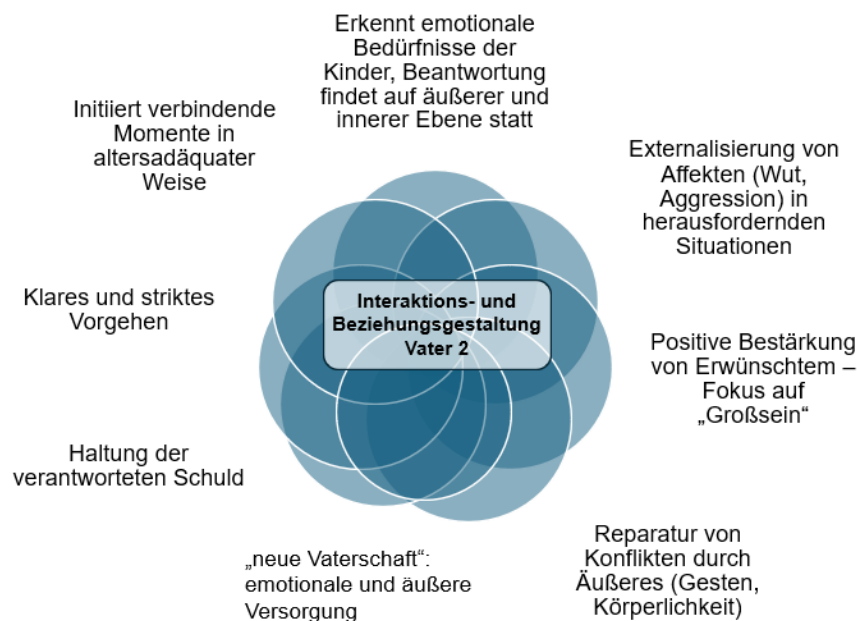 Erkennt emotionale
Bedürfnisse der
Kinder, Beantwortung
findet auf äußerer und
innerer Ebene statt
Initiiert verbindende
Momente in
altersadäquater
Weise
Externalisierung von
Affekten (Wut,
Aggression) in
herausfordernden
Situationen
Klares und striktes
Vorgehen
Interaktions- und
Beziehungsgestaltung
Vater 2
Positive Bestärkung
von Erwünschtem –
Fokus auf
„Großsein“
Haltung der
verantworteten Schuld
„neue Vaterschaft“:
emotionale und äußere
Versorgung
Reparatur von
Konflikten durch
Äußeres (Gesten,
Körperlichkeit)